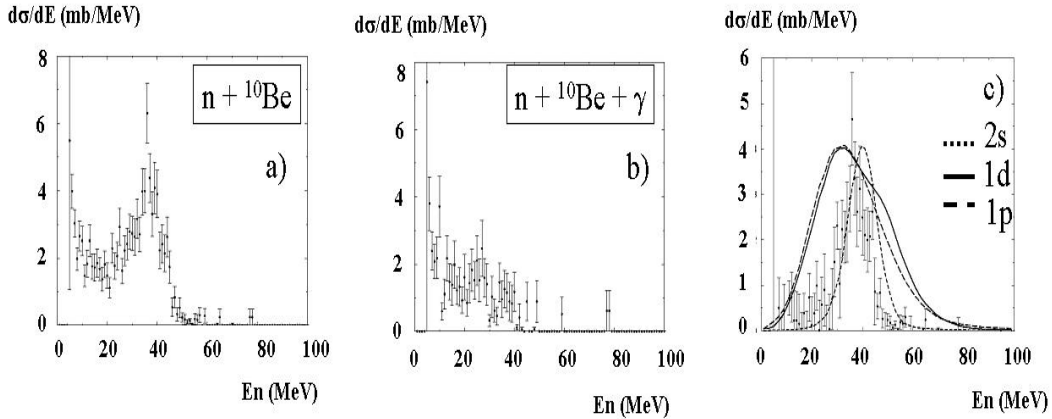 dσ/dE (mb/MeV)
8
6
4
2
0
n + ¹⁰Be
a)
0 20 40 60 80 100
En (MeV)
dσ/dE (mb/MeV)
8
6
4
2
0
n + ¹⁰Be + γ
b)
0 20 40 60 80 100
En (MeV)
dσ/dE (mb/MeV)
6
5
4
3
2
1
0
c)
2s
1d
1p
0 20 40 60 80 100
En (MeV)